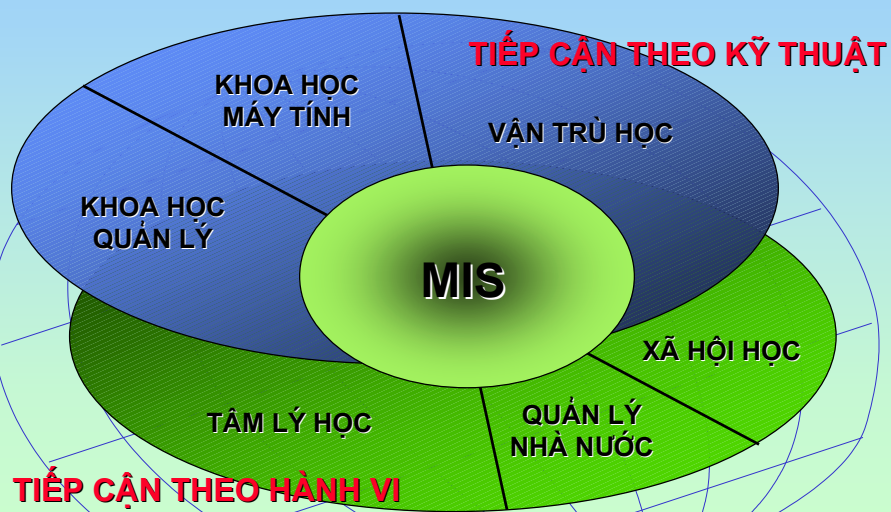 TIẾP CẬN THEO KỸ THUẬT
KHOA HỌC
MÁY TÍNH
VẬN TRÙ HỌC
KHOA HỌC
QUẢN LÝ
MIS
XÃ HỘI HỌC
TÂM LÝ HỌC
QUẢN LÝ
NHÀ NƯỚC
TIẾP CẬN THEO HÀNH VI